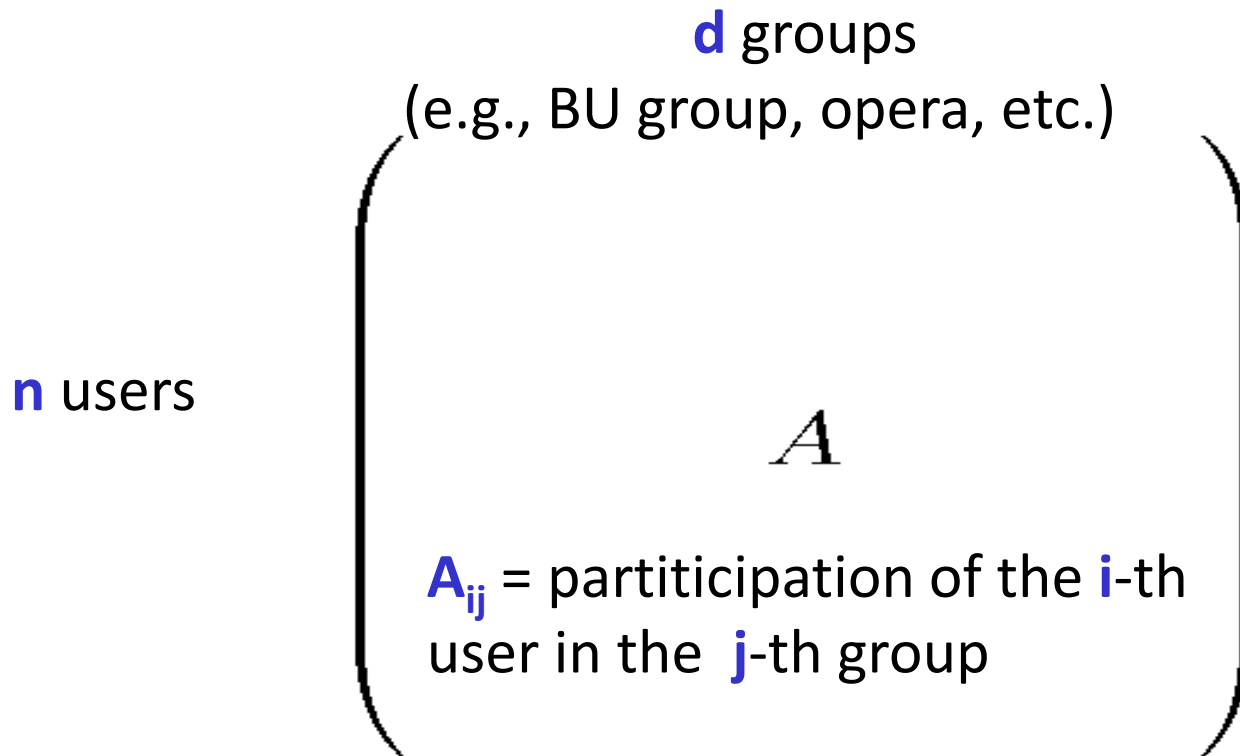 d groups
(e.g., BU group, opera, etc.)
n users
A
Aij = partiticipation of the i-th
user in the j-th group